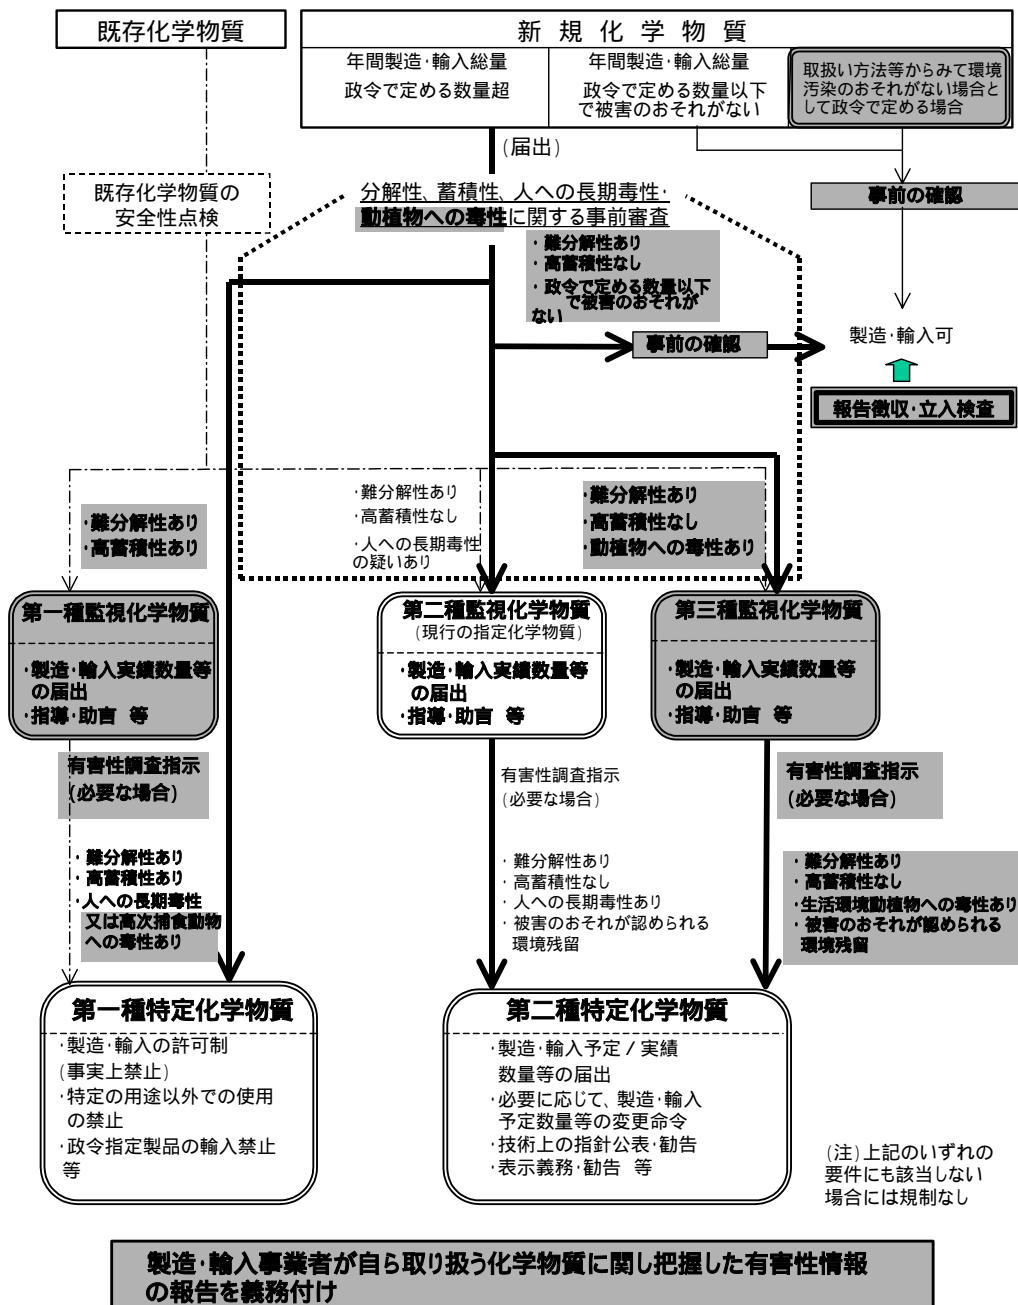 既存化学物質
新規化学物質
年間製造・輸入総量
政令で定める数量超
年間製造・輸入総量
政令で定める数量以下
で被害のおそれがない
取扱い方法等からみて環境
汚染のおそれがない場合と
して政令で定める場合
(届出)
既存化学物質の
安全性点検
分解性、蓄積性、人への長期毒性・
動植物への毒性に関する事前審査
事前の確認
・難分解性あり
・高蓄積性なし
・政令で定める数量以下
で被害のおそれが
ない
事前の確認
製造・輸入可
報告徴収・立入検査
・難分解性あり
・高蓄積性あり
・難分解性あり
・高蓄積性なし
・人への長期毒性
の疑いあり
・難分解性あり
・高蓄積性なし
・動植物への毒性あり
第一種監視化学物質
・製造・輸入実績数量等
の届出
・指導・助言 等
第二種監視化学物質
(現行の指定化学物質)
・製造・輸入実績数量等
の届出
・指導・助言 等
第三種監視化学物質
・製造・輸入実績数量等
の届出
・指導・助言 等
有害性調査指示
(必要な場合)
有害性調査指示
(必要な場合)
有害性調査指示
(必要な場合)
・難分解性あり
・高蓄積性あり
・人への長期毒性
又は高次捕食動物
への毒性あり
・難分解性あり
・高蓄積性なし
・人への長期毒性あり
・被害のおそれが認められる
環境残留
・難分解性あり
・高蓄積性なし
・生活環境動植物への毒性あり
・被害のおそれが認められる
環境残留
第一種特定化学物質
・製造・輸入の許可制
(事実上禁止)
・特定の用途以外での使用
の禁止
・政令指定製品の輸入禁止
等
第二種特定化学物質
・製造・輸入予定/実績
数量等の届出
・必要に応じて、製造・輸入
予定数量等の変更命令
・技術上の指針公表・勧告
・表示義務・勧告 等
(注)上記のいずれの
要件にも該当しない
場合には規制なし
製造・輸入事業者が自ら取り扱う化学物質に関し把握した有害性情報
の報告を義務付け